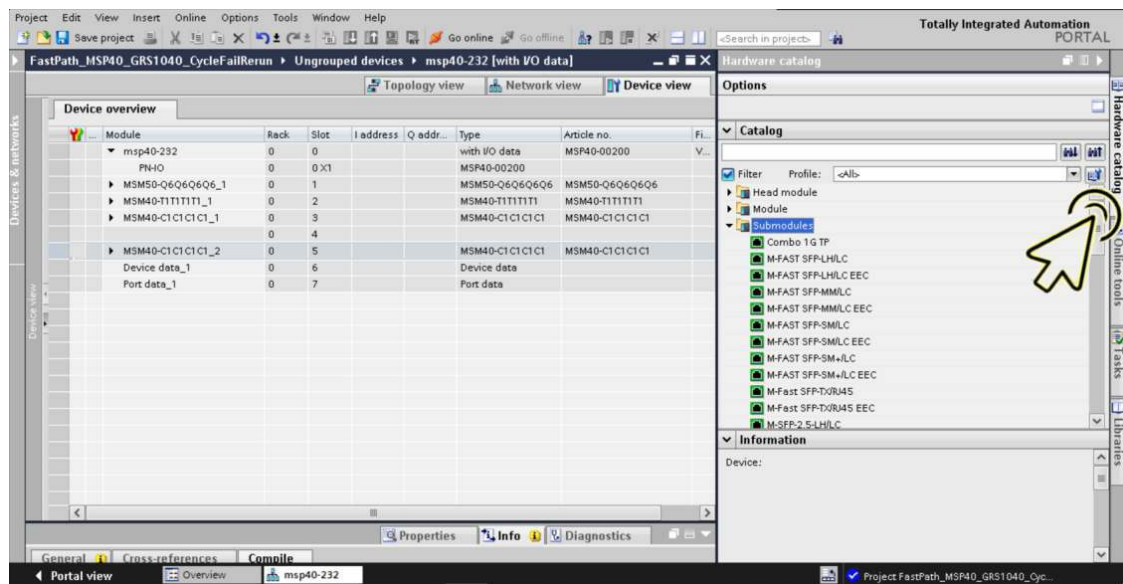 Project Edit View Insert Online Options Tools Window Help
Totally Integrated Automation
PORTAL
Save project Go online Go offline <Search in project>
FastPath_MSP40_GRS1040_CycleFailRerun Ungrouped devices msp40-232 [with I/O data]
Hardware catalog
Topology view Network view Device view
Options
Device overview
Module Rack Slot I address Q addr... Type Article no. Fi...
msp40-232 0 0 with I/O data MSP40-00200 V...
PN-IO 0 0 X1 MSP40-00200
MSM50-Q6Q6Q6Q6_1 0 1 MSM50-Q6Q6Q6Q6 MSM50-Q6Q6Q6Q6
MSM40-T1T1T1T1_1 0 2 MSM40-T1T1T1T1 MSM40-T1T1T1T1
MSM40-C1C1C1C1_1 0 3 MSM40-C1C1C1C1 MSM40-C1C1C1C1
0 4
MSM40-C1C1C1C1_2 0 5 MSM40-C1C1C1C1 MSM40-C1C1C1C1
Device data_1 0 6 Device data
Port data_1 0 7 Port data
Catalog
Filter Profile: <All>
Head module
Module
Submodules
Combo 1G TP
M-FAST SFP-LH/LC
M-FAST SFP-LH/LC EEC
M-FAST SFP-MM/LC
M-FAST SFP-MM/LC EEC
M-FAST SFP-SM/LC
M-FAST SFP-SM/LC EEC
M-FAST SFP-SM+/LC
M-FAST SFP-SM+/LC EEC
M-Fast SFP-TX/RJ45
M-Fast SFP-TX/RJ45 EEC
M-SFP-2.5-LH/LC
Information
Device:
Devices & networks
Device view
Hardware catalog
Online tools
Tasks
Libraries
Properties Info Diagnostics
General Cross-references Compile
Portal view Overview msp40-232 Project FastPath_MSP40_GRS1040_Cyc...